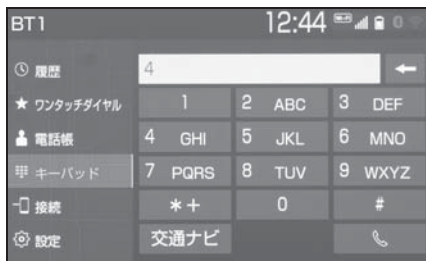 BT1 12:44
履歴
ワンタッチダイヤル
電話帳
キーパッド
接続
設定
4
1
2 ABC
3 DEF
4 GHI
5 JKL
6 MNO
7 PQRS
8 TUV
9 WXYZ
*+
0
#
交通ナビ